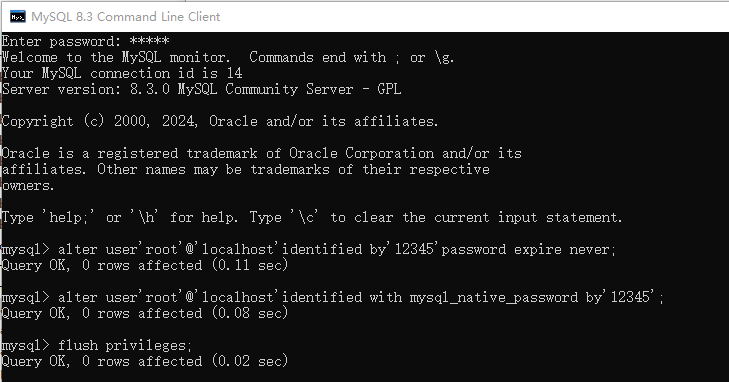 MySQL 8.3 Command Line Client
Enter password: *****
Welcome to the MySQL monitor.  Commands end with ; or \g.
Your MySQL connection id is 14
Server version: 8.3.0 MySQL Community Server - GPL
Copyright (c) 2000, 2024, Oracle and/or its affiliates.
Oracle is a registered trademark of Oracle Corporation and/or its
affiliates. Other names may be trademarks of their respective
owners.
Type 'help;' or '\h' for help. Type '\c' to clear the current input statement.
mysql> alter user'root'@'localhost'identified by'12345'password expire never;
Query OK, 0 rows affected (0.11 sec)
mysql> alter user'root'@'localhost'identified with mysql_native_password by'12345';
Query OK, 0 rows affected (0.08 sec)
mysql> flush privileges;
Query OK, 0 rows affected (0.02 sec)